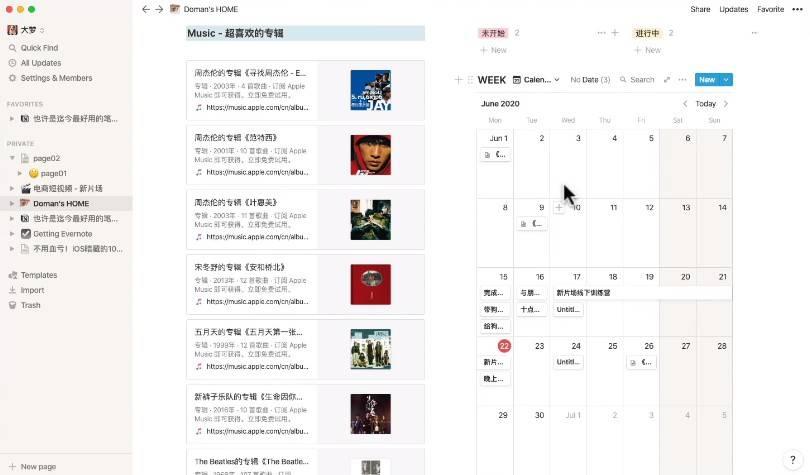 Doman's HOME
Share Updates Favorite
大梦
Quick Find
All Updates
Settings & Members
FAVORITES
也许是迄今最好用的笔...
PRIVATE
page02
page01
电商短视频 - 新片场
Doman's HOME
也许是迄今最好用的笔...
Getting Evernote
不用血亏！iOS隐藏的10...
Templates
Import
Trash
New page
Music - 超喜欢的专辑
周杰伦的专辑《寻找周杰伦 - E...
专辑 · 2003年 · 4 首歌曲 · 订阅 Apple
Music 即可获得。立即免费试用。
https://music.apple.com/cn/albu...
周杰伦的专辑《范特西》
专辑 · 2001年 · 10 首歌曲 · 订阅 Apple
Music 即可获得。立即免费试用。
https://music.apple.com/cn/albu...
周杰伦的专辑《叶惠美》
专辑 · 2003年 · 11 首歌曲 · 订阅 Apple
Music 即可获得。立即免费试用。
https://music.apple.com/cn/albu...
宋冬野的专辑《安和桥北》
专辑 · 2013年 · 12 首歌曲 · 订阅 Apple
Music 即可获得。立即免费试用。
https://music.apple.com/cn/albu...
五月天的专辑《五月天第一张...
专辑 · 1999年 · 12 首歌曲 · 订阅 Apple
Music 即可获得。立即免费试用。
https://music.apple.com/cn/albu...
新裤子乐队的专辑《生命因你...
专辑 · 2016年 · 10 首歌曲 · 订阅 Apple
Music 即可获得。立即免费试用。
https://music.apple.com/cn/albu...
The Beatles的专辑《The Beatle...
JAY
未开始 2
进行中 2
New
New
WEEK Calen... No Date (3) Search New
June 2020 Today
Mon Tue Wed Thu Fri Sat Sun
Jun 1 2 3 4 5 6 7
《...
8 9 10 11 12 13 14
《...
15 16 17 18 19 20 21
完成... 与朋... 新片场线下训练营
带狗... 十点... Untitl...
给狗...
22 23 24 25 26 27 28
新片... Untitl... 《...
晚上...
29 30 Jul 1 2 3 4 5
?